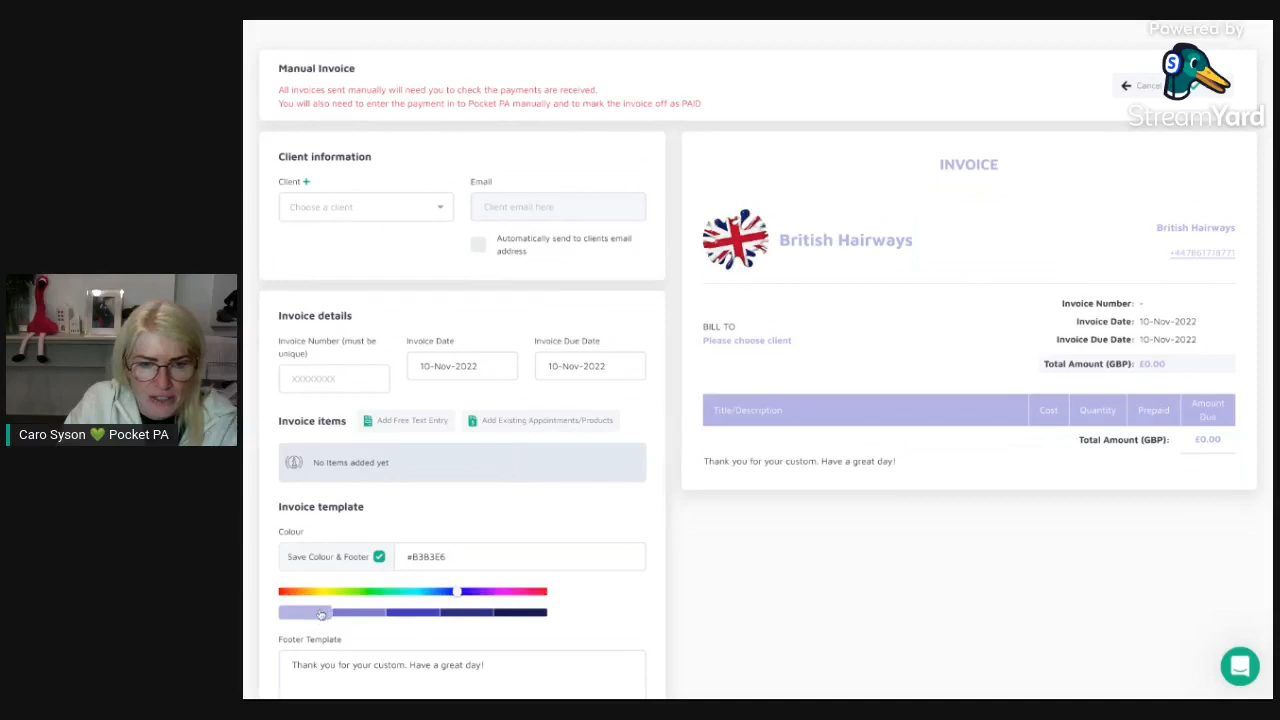 Powered by
StreamYard
Manual Invoice
All invoices sent manually will need you to check the payments are received.
You will also need to enter the payment in to Pocket PA manually and to mark the invoice off as PAID
Cancel
Client information
Client +
Email
Choose a client
Client email here
Automatically send to clients email
address
Invoice details
Invoice Number (must be
unique)
Invoice Date
Invoice Due Date
XXXXXXXX
10-Nov-2022
10-Nov-2022
Invoice items
Add Free Text Entry
Add Existing Appointments/Products
No Items added yet
Invoice template
Colour
Save Colour & Footer
#B3B3E6
Footer Template
Thank you for your custom. Have a great day!
INVOICE
British Hairways
British Hairways
+447861718771
Invoice Number: -
Invoice Date: 10-Nov-2022
Invoice Due Date: 10-Nov-2022
Total Amount (GBP): £0.00
BILL TO
Please choose client
Title/Description Cost Quantity Prepaid Amount Due
Total Amount (GBP): £0.00
Thank you for your custom. Have a great day!
Caro Syson 💚 Pocket PA